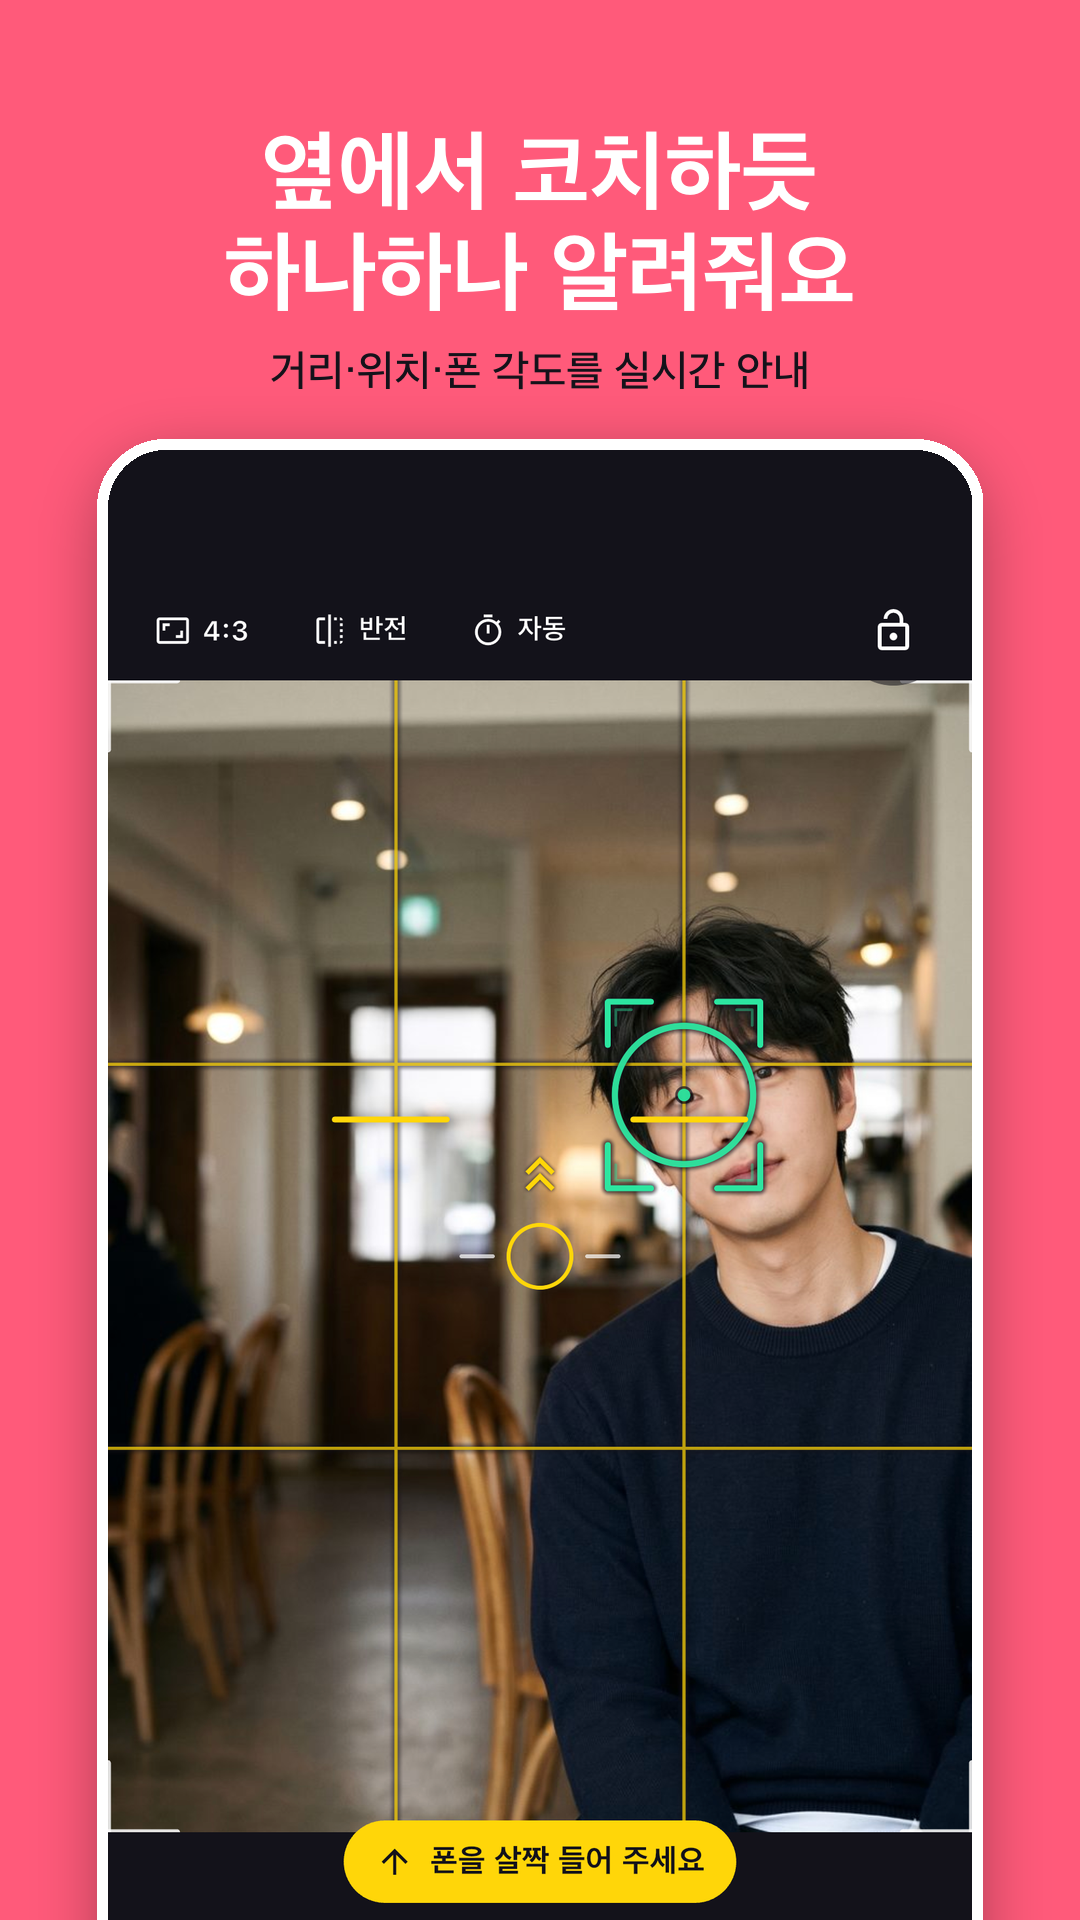 옆에서 코치하듯
하나하나 알려줘요
거리·위치·폰 각도를 실시간 안내
4:3 반전 자동
폰을 살짝 들어 주세요